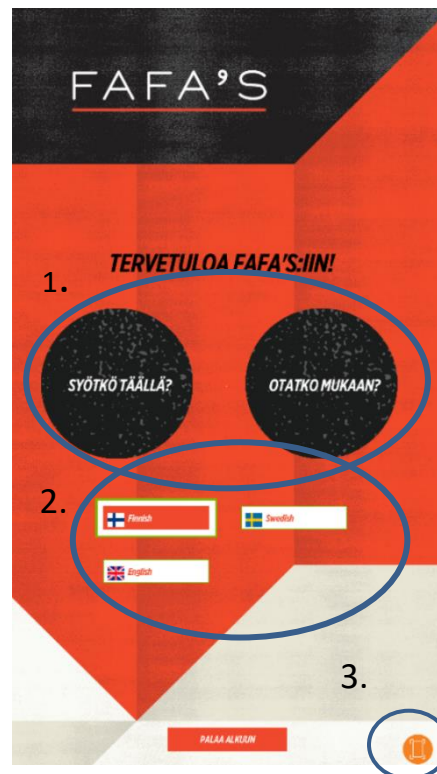 FAFA'S
TERVETULOA FAFA'S:IIN!
1.
SYÖTKÖ TÄÄLLÄ?
OTATKO MUKAAN?
2.
Finnish
Swedish
English
3.
PALAA ALKUUN